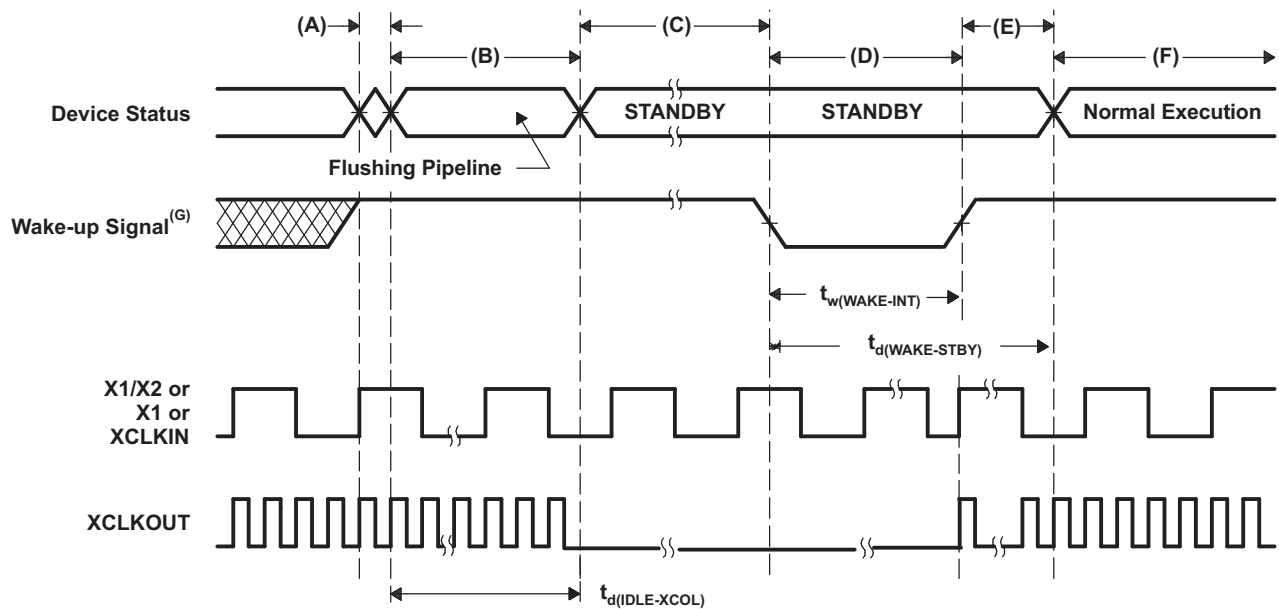 (A)
(C)
(E)
(B)
(D)
(F)
Device Status
STANDBY
STANDBY
Normal Execution
Flushing Pipeline
Wake-up Signal(G)
tw(WAKE-INT)
td(WAKE-STBY)
X1/X2 or
X1 or
XCLKIN
XCLKOUT
td(IDLE-XCOL)